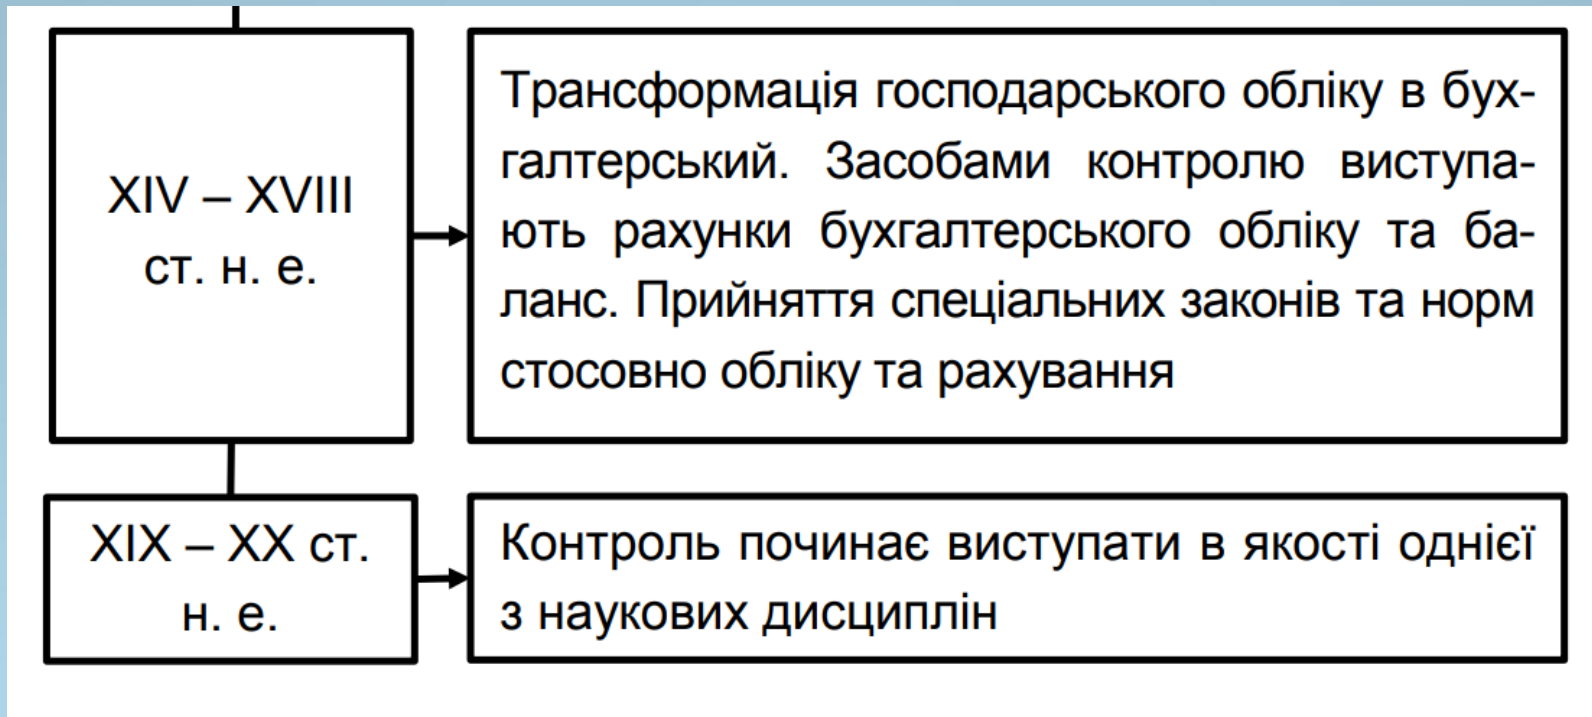 XIV – XVIII
ст. н. е.
Трансформація господарського обліку в бух-
галтерський. Засобами контролю виступа-
ють рахунки бухгалтерського обліку та ба-
ланс. Прийняття спеціальних законів та норм
стосовно обліку та рахування
XIX – XX ст.
н. е.
Контроль починає виступати в якості однієї
з наукових дисциплін